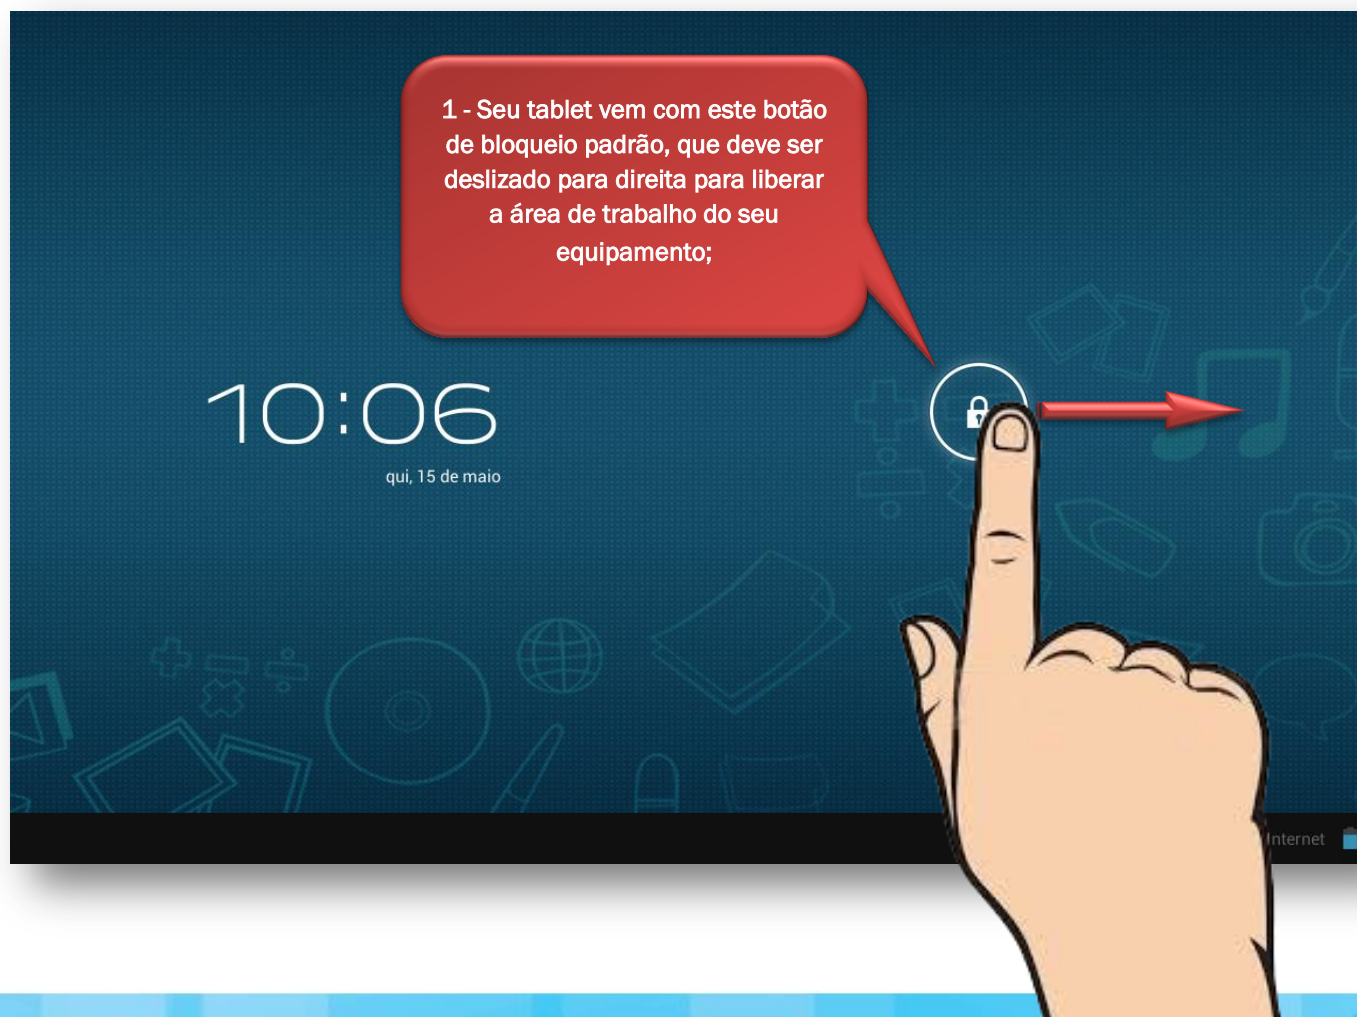 1 - Seu tablet vem com este botão
de bloqueio padrão, que deve ser
deslizado para direita para liberar
a área de trabalho do seu
equipamento;
10:06
qui, 15 de maio
Internet